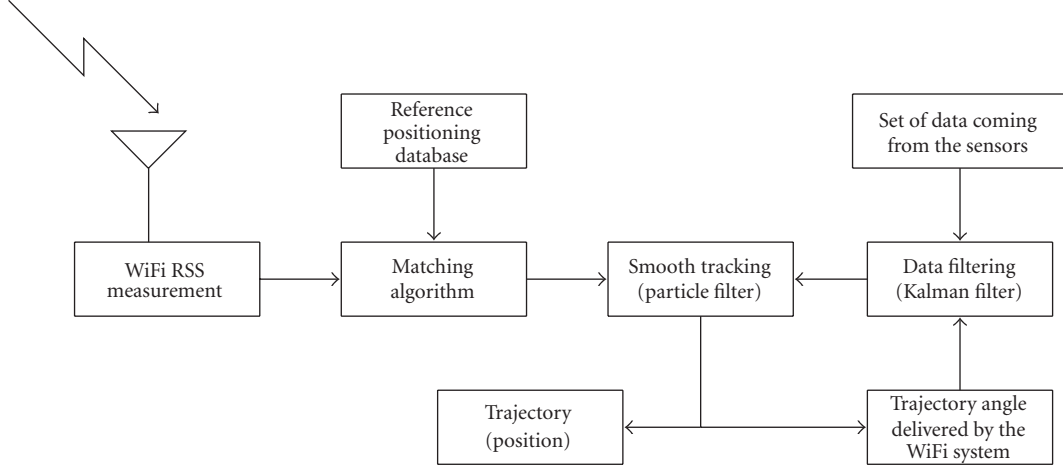 Reference
positioning
database
Set of data coming
from the sensors
WiFi RSS
measurement
Matching
algorithm
Smooth tracking
(particle filter)
Data filtering
(Kalman filter)
Trajectory
(position)
Trajectory angle
delivered by the
WiFi system